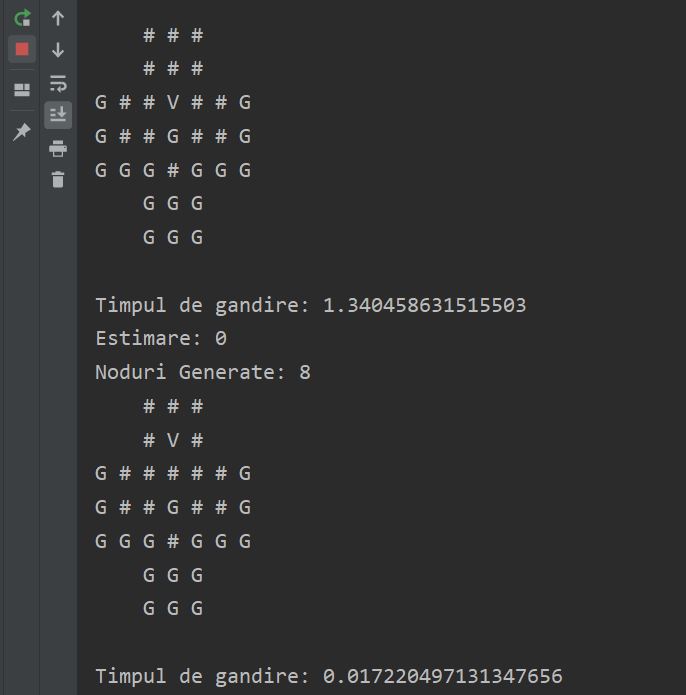 # # #
# # #
G # # V # # G
G # # G # # G
G G G # G G G
G G G
G G G
Timpul de gandire: 1.340458631515503
Estimare: 0
Noduri Generate: 8
# # #
# V #
G # # # # # G
G # # G # # G
G G G # G G G
G G G
G G G
Timpul de gandire: 0.017220497131347656